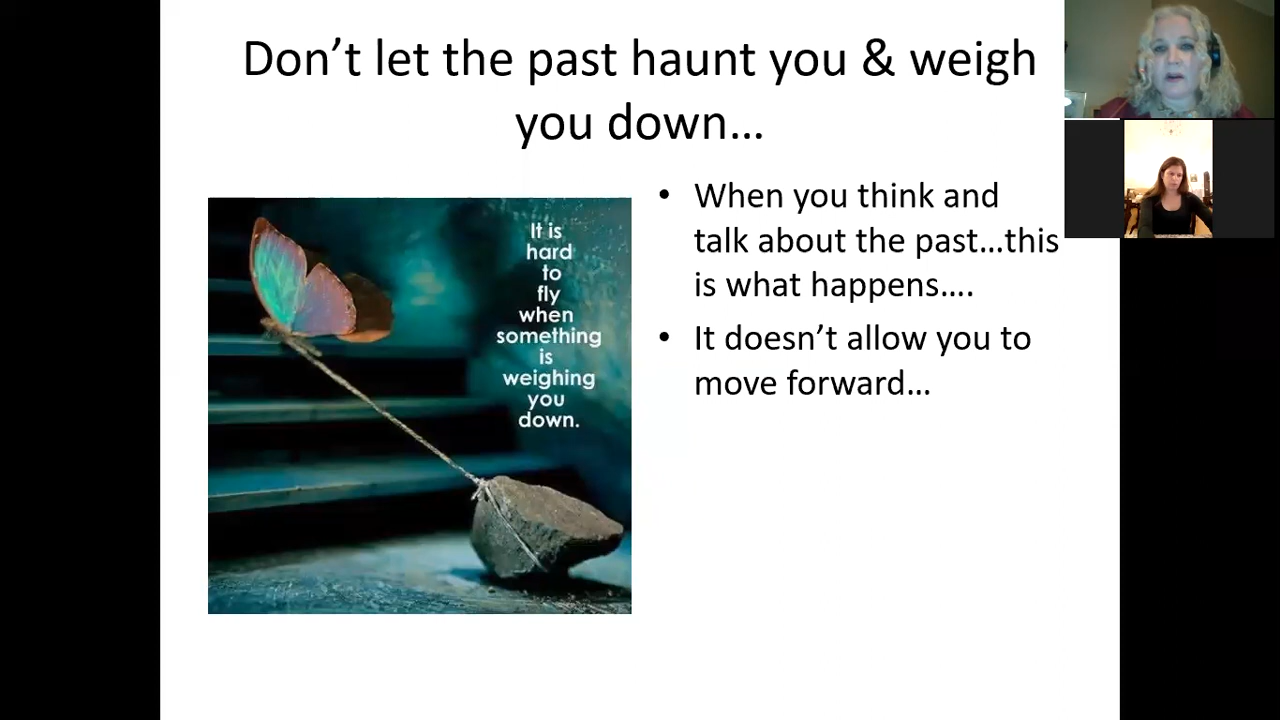 Don’t let the past haunt you & weigh
you down…
It is
hard
to
fly
when
something
is
weighing
you
down.
• When you think and
talk about the past…this
is what happens….
• It doesn’t allow you to
move forward…